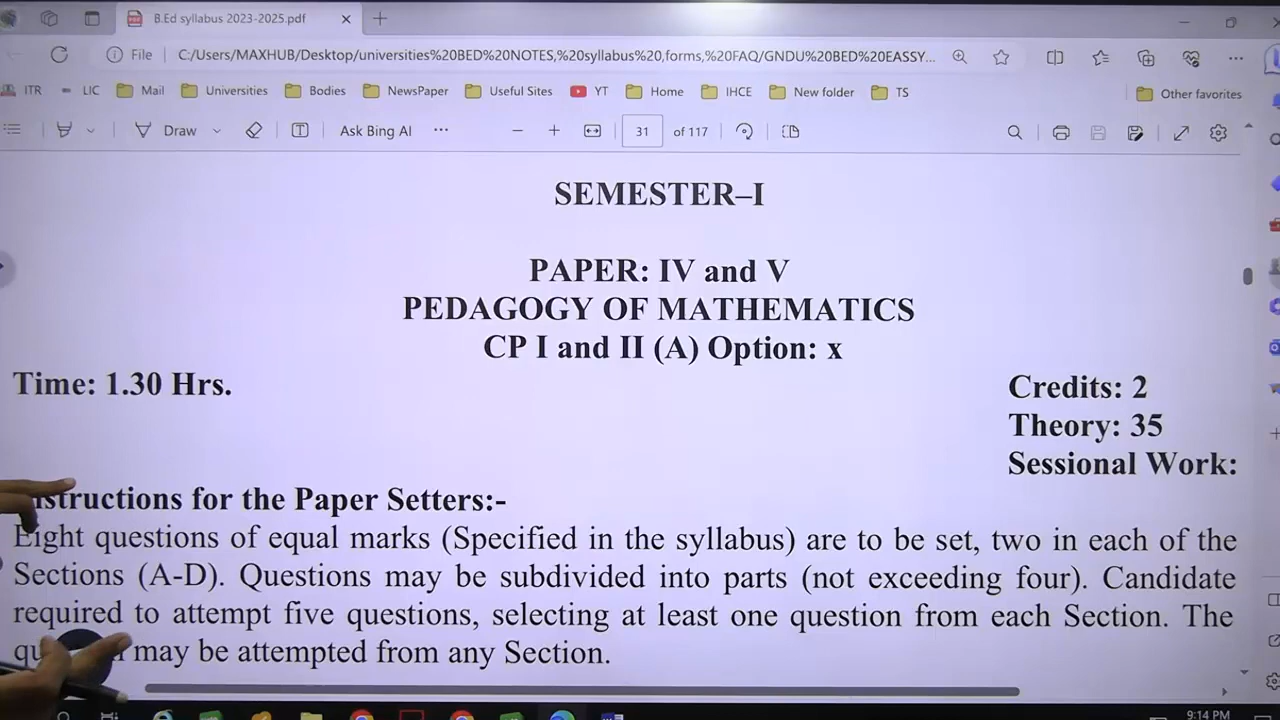 B.Ed syllabus 2023-2025.pdf
File C:/Users/MAXHUB/Desktop/universities%20BED%20NOTES,%20syllabus%20,forms,%20FAQ/GNDU%20BED%20EASSY...
ITR LIC Mail Universities Bodies NewsPaper Useful Sites YT Home IHCE New folder TS Other favorites
Draw Ask Bing AI ... 31 of 117
SEMESTER–I
PAPER: IV and V
PEDAGOGY OF MATHEMATICS
CP I and II (A) Option: x
Time: 1.30 Hrs. Credits: 2
Theory: 35
Sessional Work:
for the Paper Setters:-
Eight questions of equal marks (Specified in the syllabus) are to be set, two in each of the
Sections (A-D). Questions may be subdivided into parts (not exceeding four). Candidate
required to attempt five questions, selecting at least one question from each Section. The
may be attempted from any Section.
9:14 PM